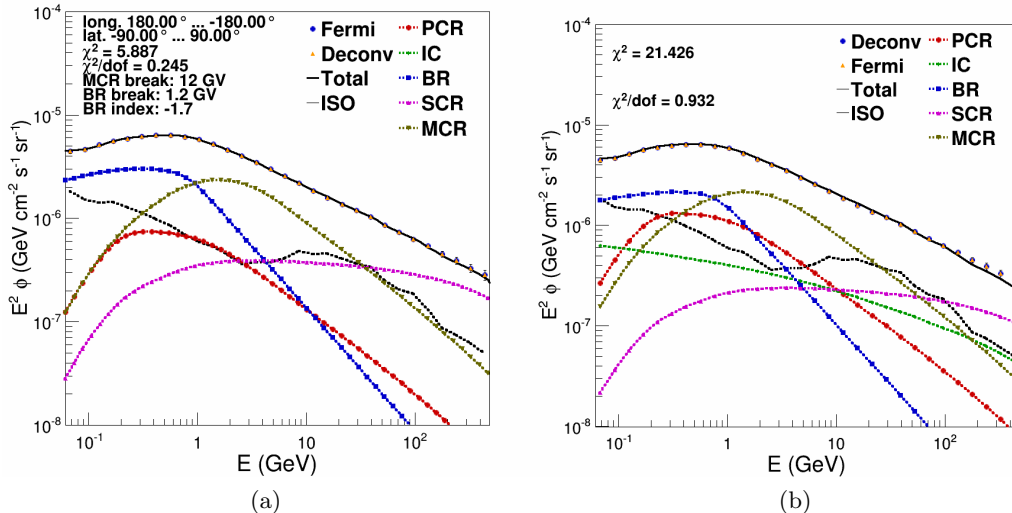 long. 180.00° ... -180.00°
lat. -90.00° ... 90.00°
χ² = 5.887
χ²/dof = 0.245
MCR break: 12 GV
BR break: 1.2 GV
BR index: -1.7
Fermi
Deconv
Total
ISO
PCR
IC
BR
SCR
MCR
10⁻⁴
10⁻⁵
10⁻⁶
10⁻⁷
10⁻⁸
E² ϕ (GeV cm⁻² s⁻¹ sr⁻¹)
10⁻¹ 1 10 10²
E (GeV)
(a)
χ² = 21.426
χ²/dof = 0.932
Deconv
Fermi
Total
ISO
PCR
IC
BR
SCR
MCR
10⁻⁴
10⁻⁵
10⁻⁶
10⁻⁷
10⁻⁸
E² ϕ (GeV cm⁻² s⁻¹ sr⁻¹)
10⁻¹ 1 10 10²
E (GeV)
(b)